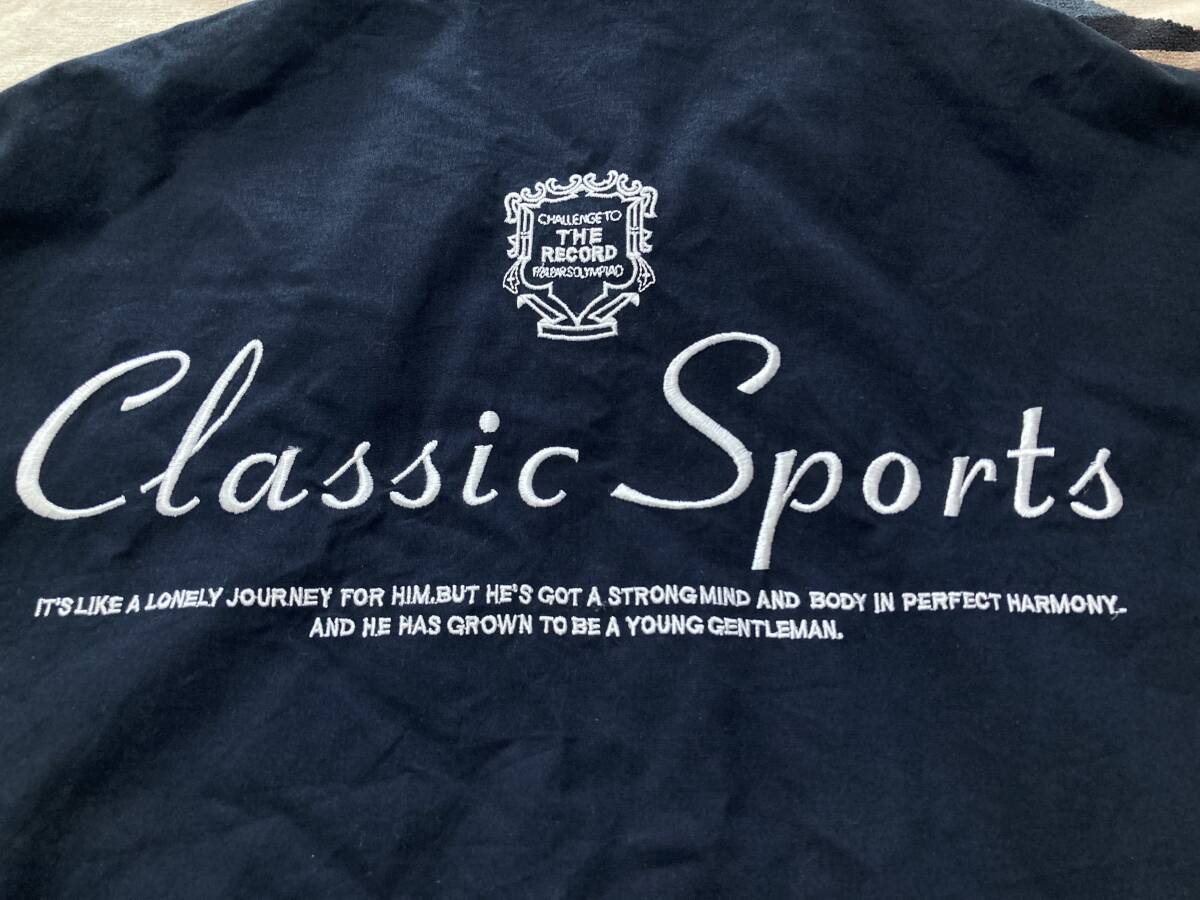 CHALLENGE TO
THE
RECORD
Classic Sports
IT'S LIKE A LONELY JOURNEY FOR HIM.BUT HE'S GOT A STRONG MIND AND BODY IN PERFECT HARMONY.-
AND HE HAS GROWN TO BE A YOUNG GENTLEMAN.